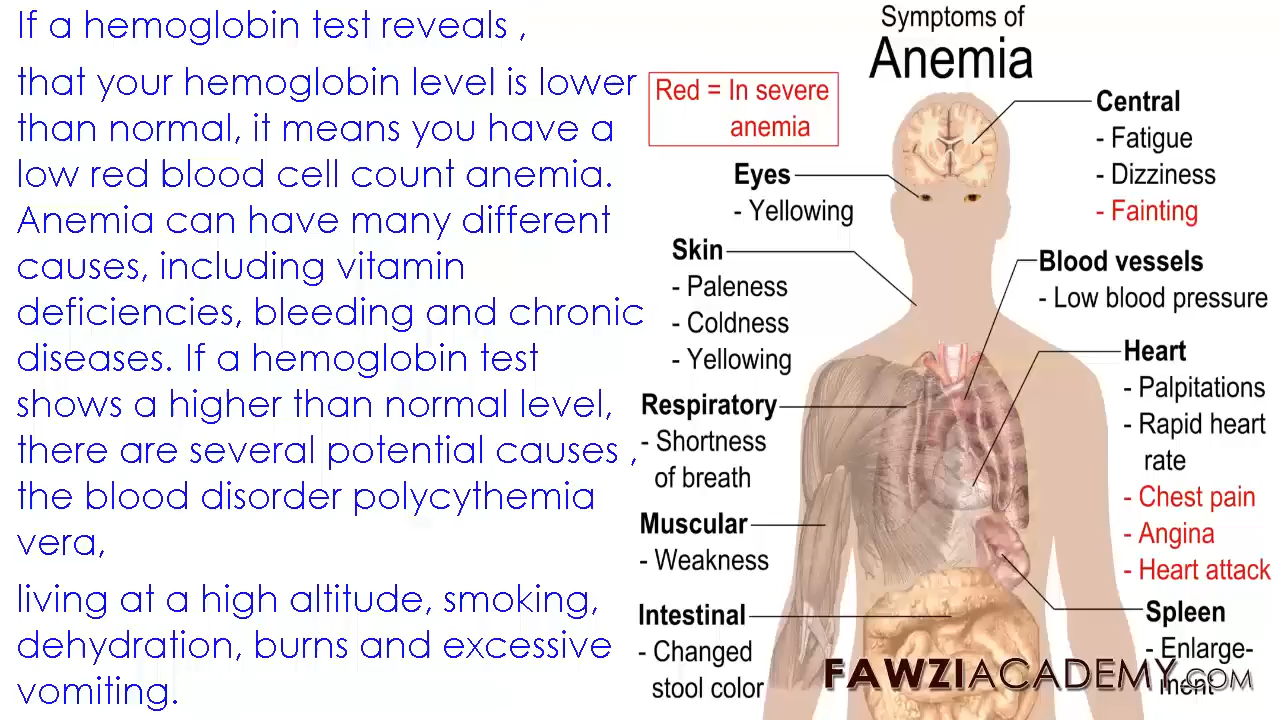 If a hemoglobin test reveals ,
that your hemoglobin level is lower
than normal, it means you have a
low red blood cell count anemia.
Anemia can have many different
causes, including vitamin
deficiencies, bleeding and chronic
diseases. If a hemoglobin test
shows a higher than normal level,
there are several potential causes ,
the blood disorder polycythemia
vera,
living at a high altitude, smoking,
dehydration, burns and excessive
vomiting.
Symptoms of
Anemia
Red = In severe
anemia
Central
- Fatigue
- Dizziness
- Fainting
Eyes
- Yellowing
Skin
- Paleness
- Coldness
- Yellowing
Blood vessels
- Low blood pressure
Heart
- Palpitations
- Rapid heart
rate
- Chest pain
- Angina
- Heart attack
Respiratory
- Shortness
of breath
Muscular
- Weakness
Intestinal
- Changed
stool color
Spleen
- Enlarge-
ment
FAWZIACADEMY.COM